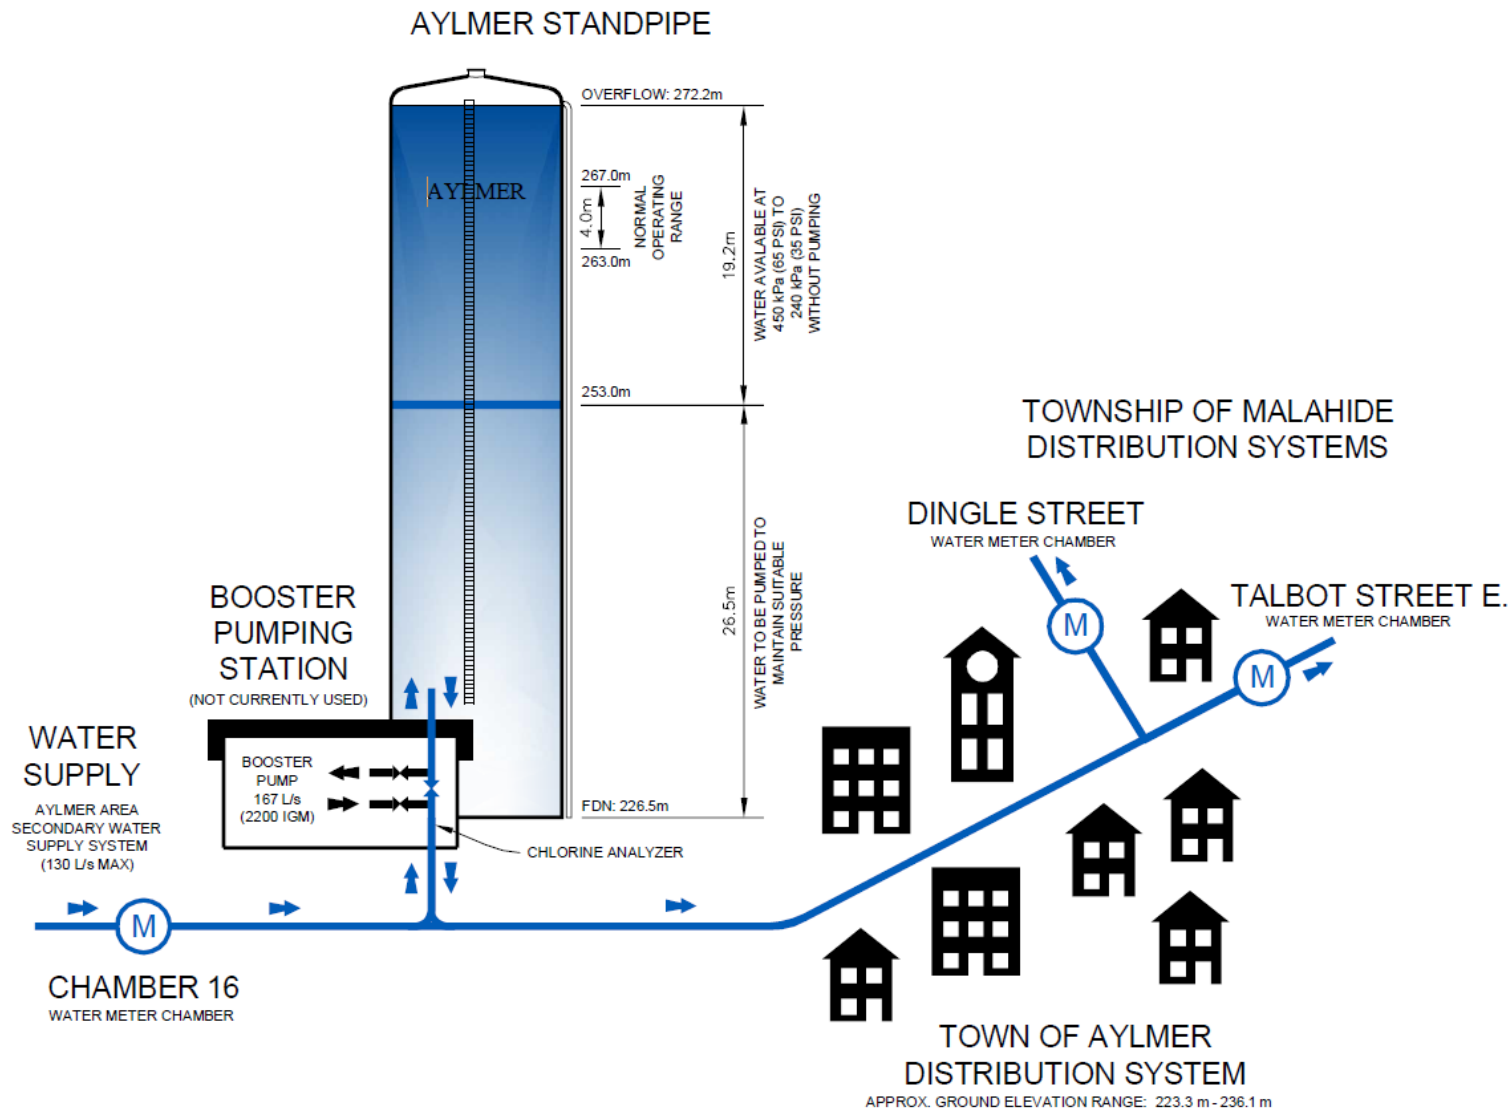 AYLMER STANDPIPE
OVERFLOW: 272.2m
AYLMER
267.0m
4.0m
NORMAL
OPERATING
RANGE
263.0m
19.2m
WATER AVALABLE AT
450 kPa (65 PSI) TO
240 kPa (35 PSI)
WITHOUT PUMPING
253.0m
26.5m
WATER TO BE PUMPED TO
MAINTAIN SUITABLE
PRESSURE
FDN: 226.5m
TOWNSHIP OF MALAHIDE
DISTRIBUTION SYSTEMS
DINGLE STREET
WATER METER CHAMBER
M
TALBOT STREET E.
WATER METER CHAMBER
M
BOOSTER
PUMPING
STATION
(NOT CURRENTLY USED)
BOOSTER
PUMP
167 L/s
(2200 IGM)
CHLORINE ANALYZER
WATER
SUPPLY
AYLMER AREA
SECONDARY WATER
SUPPLY SYSTEM
(130 L/s MAX)
M
CHAMBER 16
WATER METER CHAMBER
TOWN OF AYLMER
DISTRIBUTION SYSTEM
APPROX. GROUND ELEVATION RANGE: 223.3 m - 236.1 m